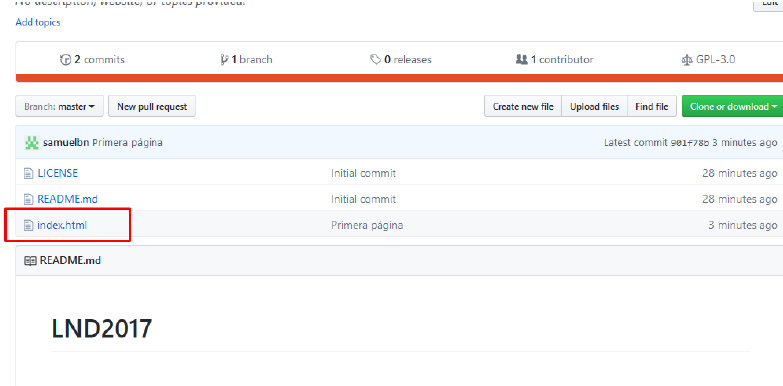 No description, website, or topics provided.
Edit
Add topics
2 commits 1 branch 0 releases 1 contributor GPL-3.0
Branch: master New pull request Create new file Upload files Find file Clone or download
samuelbn Primera página Latest commit 901f78b 3 minutes ago
LICENSE Initial commit 28 minutes ago
README.md Initial commit 28 minutes ago
index.html Primera página 3 minutes ago
README.md
LND2017